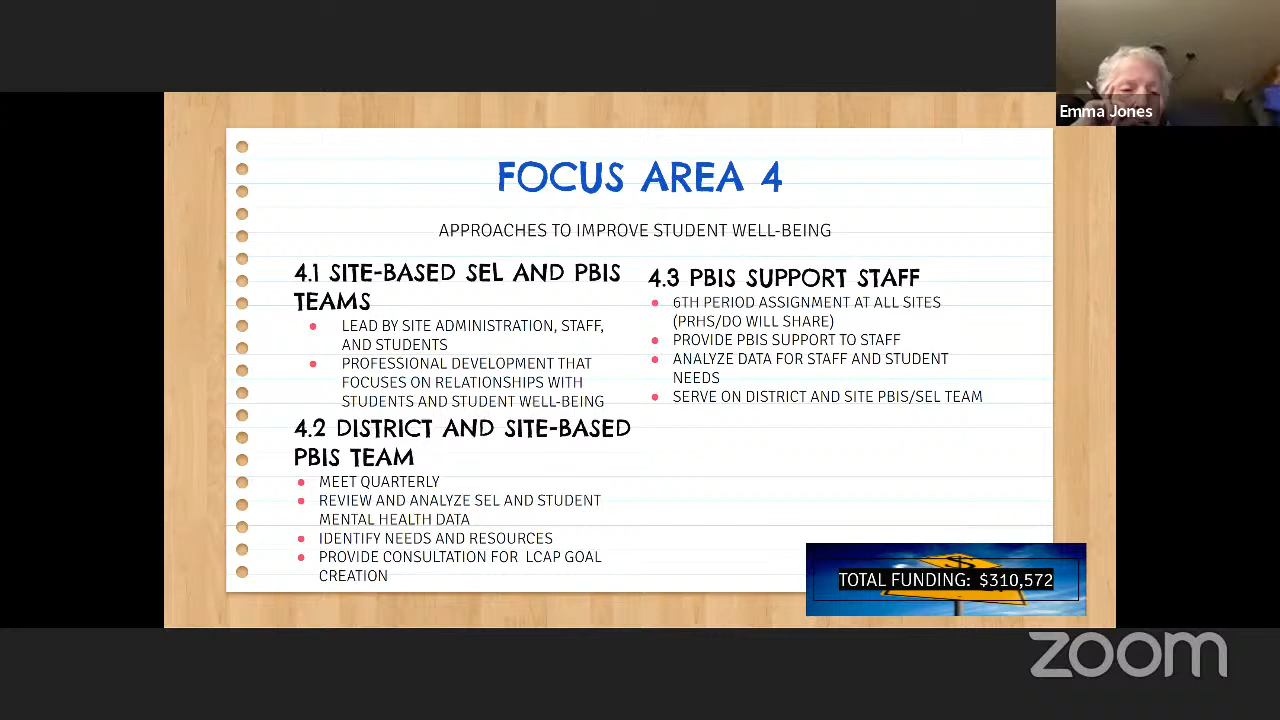 Emma Jones
FOCUS AREA 4
APPROACHES TO IMPROVE STUDENT WELL-BEING
4.1 SITE-BASED SEL AND PBIS
TEAMS
LEAD BY SITE ADMINISTRATION, STAFF,
AND STUDENTS
PROFESSIONAL DEVELOPMENT THAT
FOCUSES ON RELATIONSHIPS WITH
STUDENTS AND STUDENT WELL-BEING
4.2 DISTRICT AND SITE-BASED
PBIS TEAM
MEET QUARTERLY
REVIEW AND ANALYZE SEL AND STUDENT
MENTAL HEALTH DATA
IDENTIFY NEEDS AND RESOURCES
PROVIDE CONSULTATION FOR LCAP GOAL
CREATION
4.3 PBIS SUPPORT STAFF
6TH PERIOD ASSIGNMENT AT ALL SITES
(PRHS/DO WILL SHARE)
PROVIDE PBIS SUPPORT TO STAFF
ANALYZE DATA FOR STAFF AND STUDENT
NEEDS
SERVE ON DISTRICT AND SITE PBIS/SEL TEAM
TOTAL FUNDING: $310,572
zoom